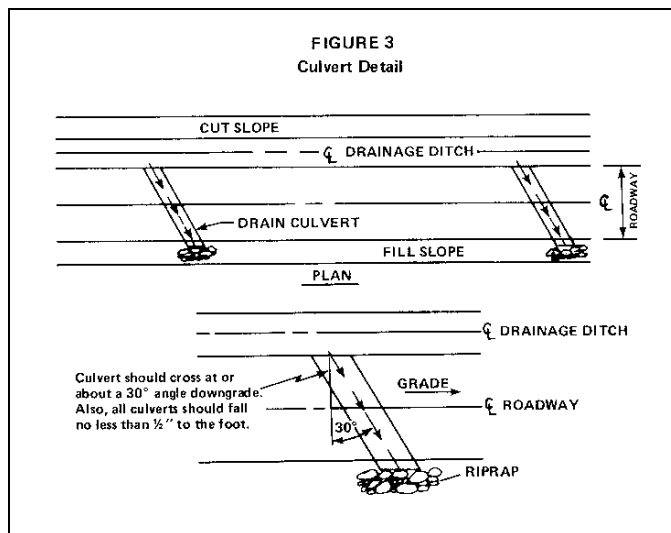 FIGURE 3
Culvert Detail
CUT SLOPE
℄ DRAINAGE DITCH
DRAIN CULVERT
℄
ROADWAY
FILL SLOPE
PLAN
℄ DRAINAGE DITCH
Culvert should cross at or
about a 30° angle downgrade.
Also, all culverts should fall
no less than ½" to the foot.
GRADE
℄ ROADWAY
30°
RIPRAP